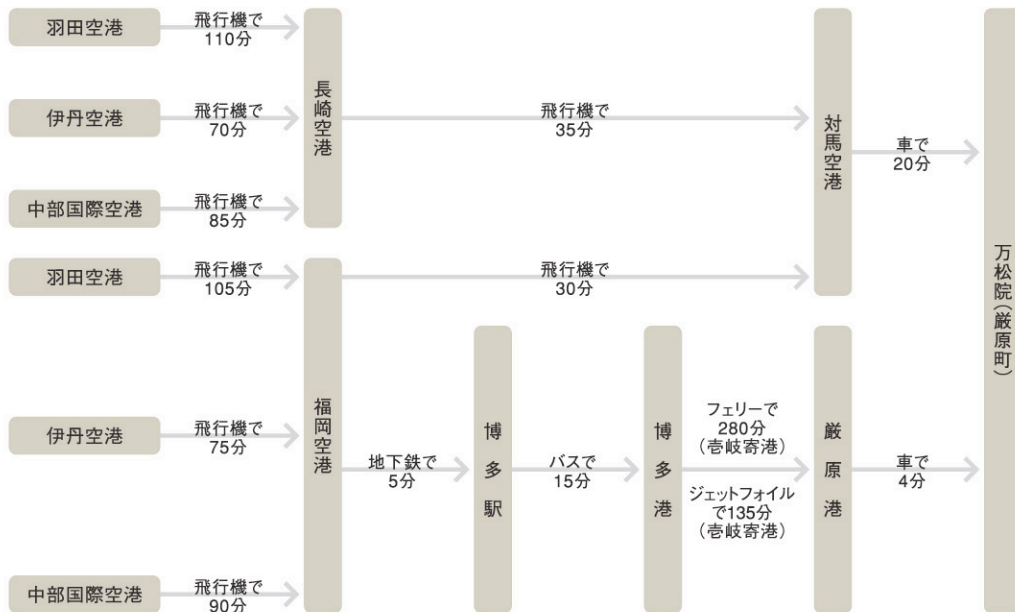 羽田空港
飛行機で
110分
伊丹空港
飛行機で
70分
中部国際空港
飛行機で
85分
長崎空港
飛行機で
35分
対馬空港
車で
20分
万松院(厳原町)
羽田空港
飛行機で
105分
伊丹空港
飛行機で
75分
中部国際空港
飛行機で
90分
福岡空港
飛行機で
30分
地下鉄で
5分
博多駅
バスで
15分
博多港
フェリーで
280分
(壱岐寄港)
ジェットフォイル
で135分
(壱岐寄港)
厳原港
車で
4分